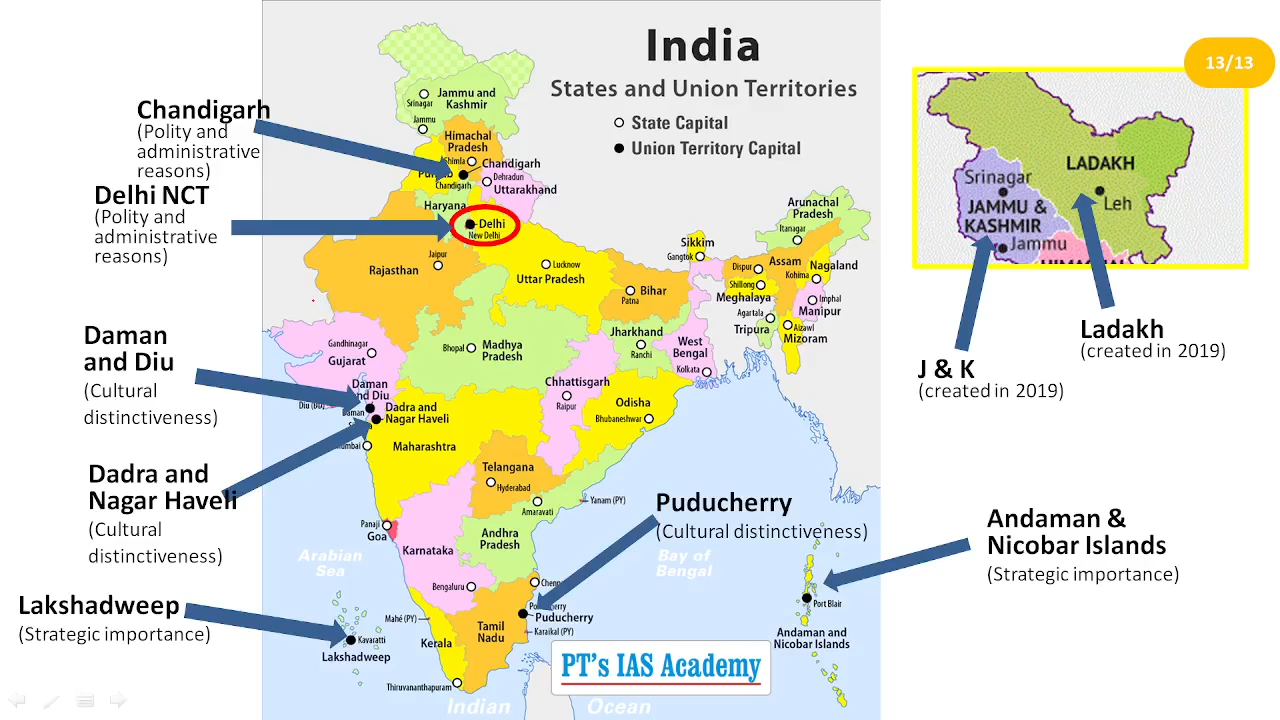 India
States and Union Territories
State Capital
Union Territory Capital
13/13
Chandigarh
(Polity and
administrative
reasons)
Delhi NCT
(Polity and
administrative
reasons)
Daman
and Diu
(Cultural
distinctiveness)
Dadra and
Nagar Haveli
(Cultural
distinctiveness)
Lakshadweep
(Strategic importance)
Srinagar
Jammu and
Kashmir
Jammu
Himachal
Pradesh
Shimla
Chandigarh
Chandigarh
Dehradun
Uttarakhand
Haryana
Delhi
New Delhi
Jaipur
Rajasthan
Lucknow
Uttar Pradesh
Bihar
Patna
Sikkim
Gangtok
Arunachal
Pradesh
Itanagar
Dispur
Assam
Nagaland
Kohima
Shillong
Meghalaya
Imphal
Manipur
Agartala
Tripura
Aizawl
Mizoram
Gandhinagar
Gujarat
Bhopal
Madhya
Pradesh
Jharkhand
Ranchi
West
Bengal
Kolkata
Chhattisgarh
Raipur
Odisha
Bhubaneshwar
Daman
and Diu
Diu (DD)
Daman
Dadra and
Nagar Haveli
Maharashtra
Telangana
Hyderabad
Amaravati
Yanam (PY)
Panaji
Goa
Karnataka
Andhra
Pradesh
Bengaluru
Arabian
Sea
Bay of
Bengal
Mahé (PY)
Kerala
Tamil
Nadu
Puducherry
Karaikal (PY)
Kavaratti
Lakshadweep
Thiruvananthapuram
Port Blair
Andaman and
Nicobar Islands
Indian Ocean
Puducherry
(Cultural distinctiveness)
Andaman &
Nicobar Islands
(Strategic importance)
PT's IAS Academy
LADAKH
Leh
Srinagar
JAMMU &
KASHMIR
Jammu
J & K
(created in 2019)
Ladakh
(created in 2019)